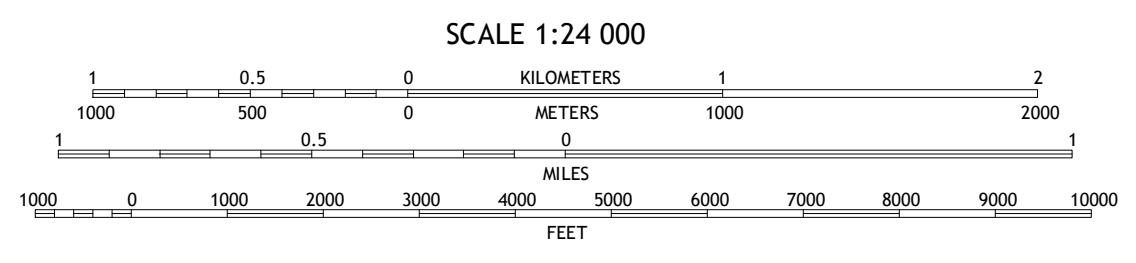 SCALE 1:24 000
1 0.5 0 KILOMETERS 1 2
1000 500 0 METERS 1000 2000
1 0.5 0 1
MILES
1000 0 1000 2000 3000 4000 5000 6000 7000 8000 9000 10000
FEET